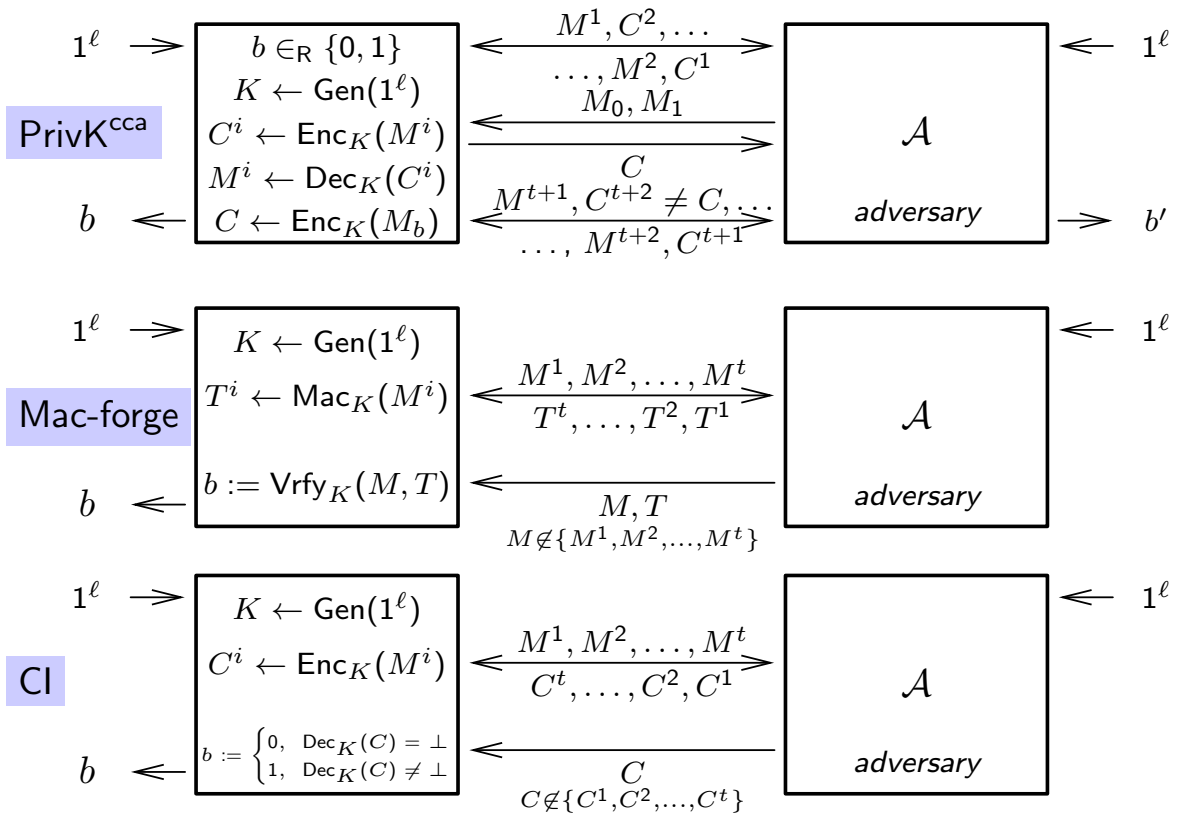 PrivK^cca
1^ℓ
b ∈_R {0, 1}
K ← Gen(1^ℓ)
C^i ← Enc_K(M^i)
M^i ← Dec_K(C^i)
C ← Enc_K(M_b)
b
M^1, C^2, . . .
. . . , M^2, C^1
M_0, M_1
C
M^{t+1}, C^{t+2} ≠ C, . . .
. . . , M^{t+2}, C^{t+1}
𝒜
adversary
1^ℓ
b′
Mac-forge
1^ℓ
K ← Gen(1^ℓ)
T^i ← Mac_K(M^i)
b := Vrfy_K(M, T)
b
M^1, M^2, . . . , M^t
T^t, . . . , T^2, T^1
M, T
M∉{M^1,M^2,...,M^t}
𝒜
adversary
1^ℓ
CI
1^ℓ
K ← Gen(1^ℓ)
C^i ← Enc_K(M^i)
b := { 0, Dec_K(C) = ⊥
1, Dec_K(C) ≠ ⊥
b
M^1, M^2, . . . , M^t
C^t, . . . , C^2, C^1
C
C∉{C^1,C^2,...,C^t}
𝒜
adversary
1^ℓ